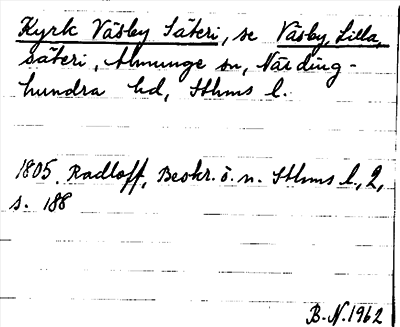 Kyrk Väsby Säteri, se Väsby, Lilla,
säteri, Almunge sn, Närding-
hundra hd, Sthms l.
1805. Radloff, Beskr. ö. n. Sthms l., 2,
s. 188
B-N. 1962